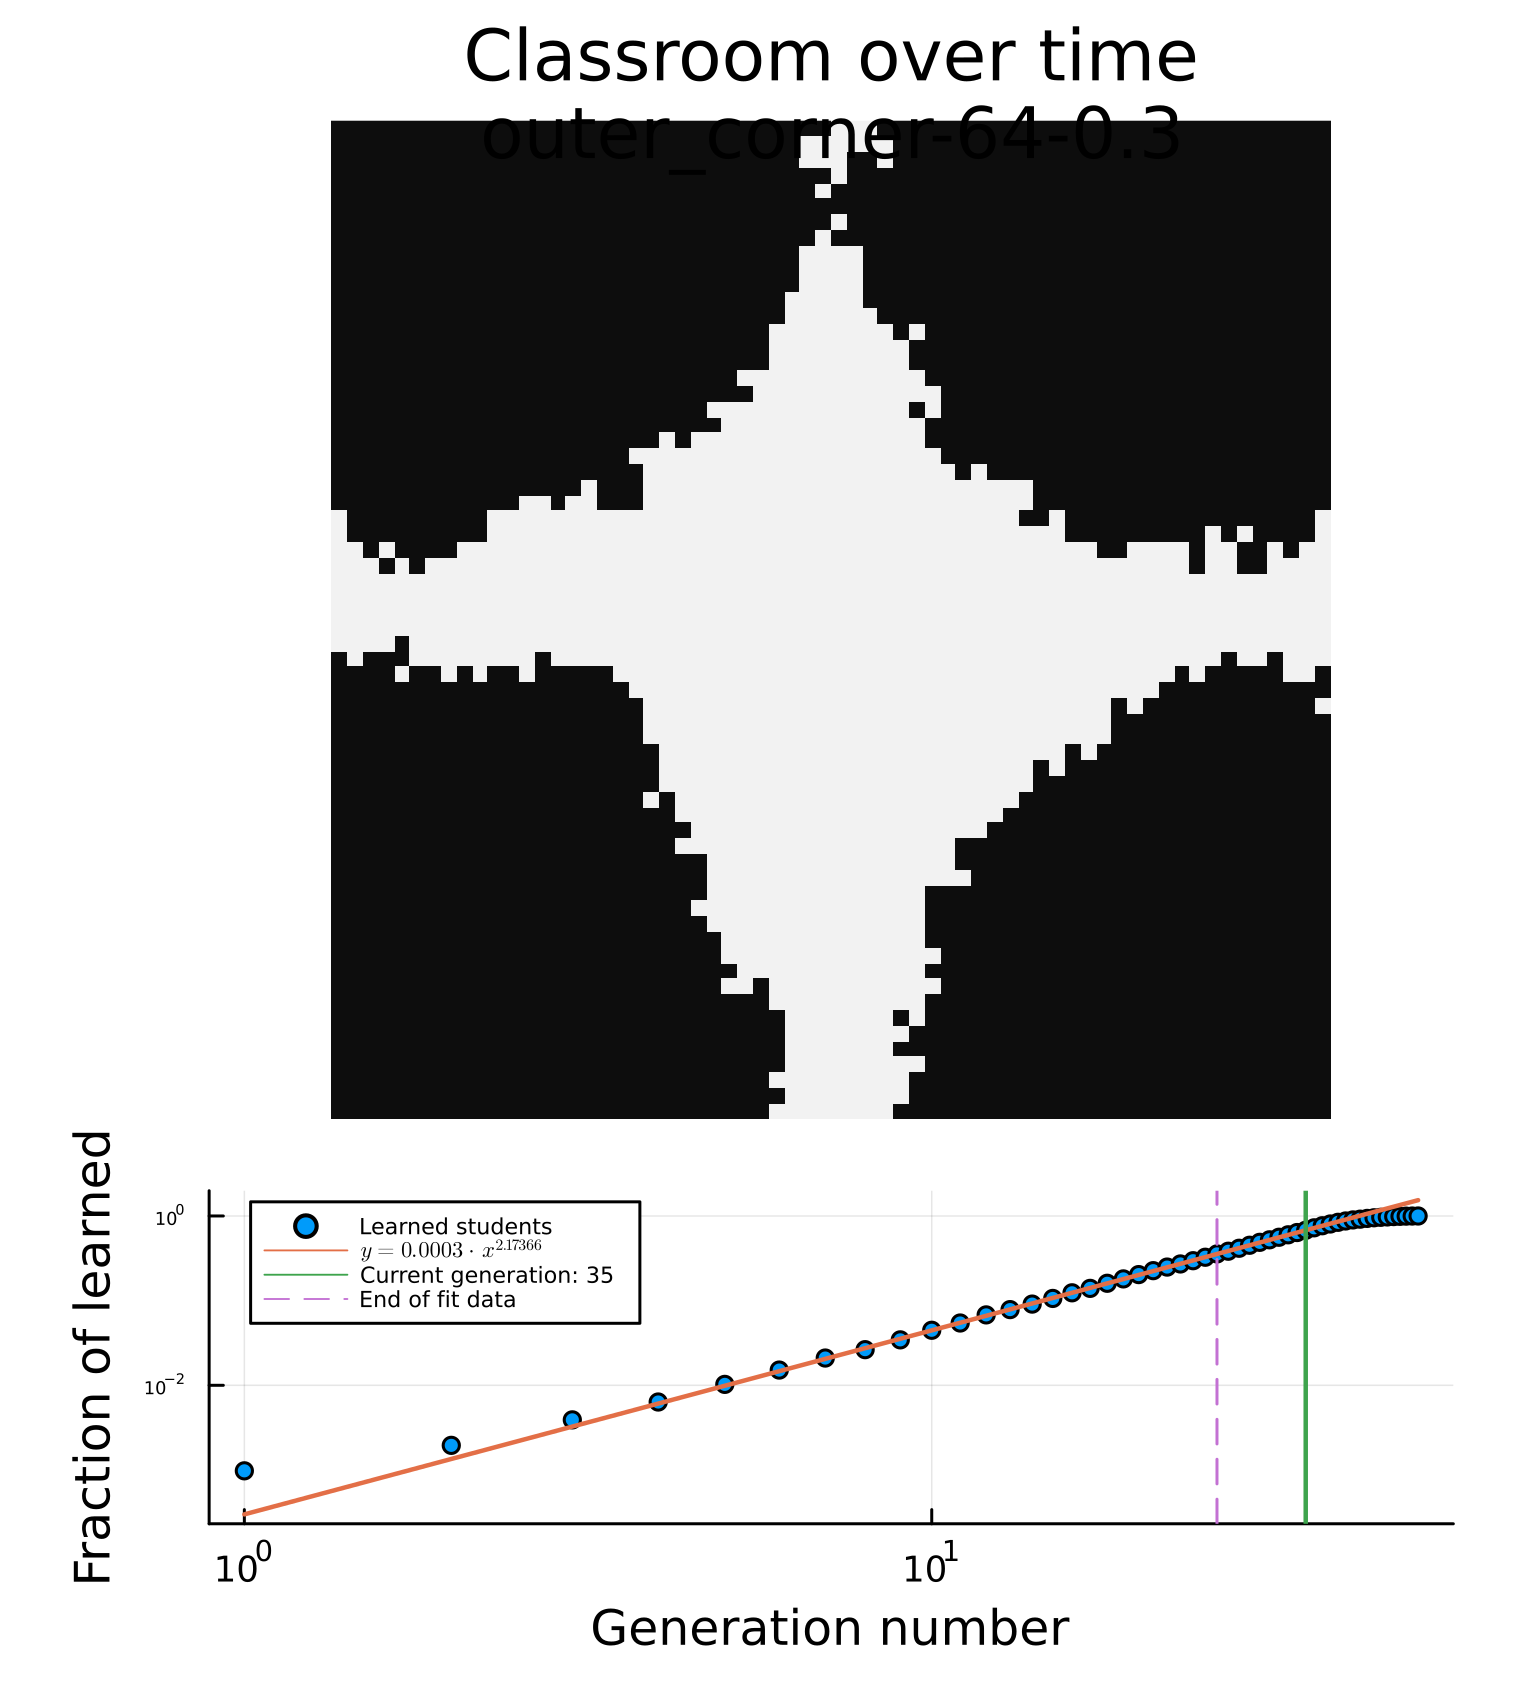 Classroom over time
outer_corner-64-0.3
Fraction of learned
10^0
10^-2
Learned students
y = 0.0003 · x^2.17366
Current generation: 35
End of fit data
10^0
10^1
Generation number